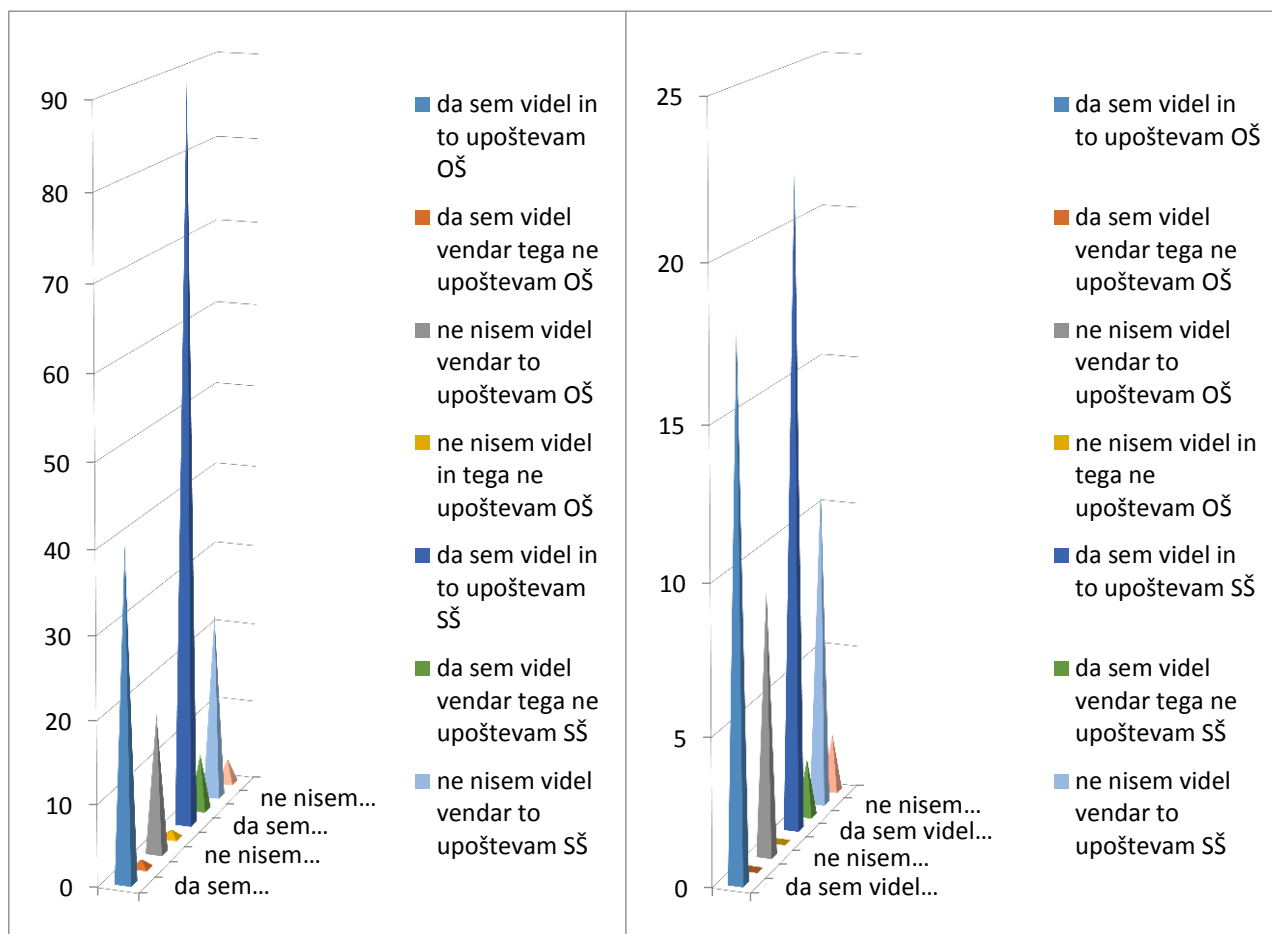 90
80
70
60
50
40
30
20
10
0
ne nisem...
da sem...
ne nisem...
da sem...
da sem videl in
to upoštevam
OŠ
da sem videl
vendar tega ne
upoštevam OŠ
ne nisem videl
vendar to
upoštevam OŠ
ne nisem videl
in tega ne
upoštevam OŠ
da sem videl in
to upoštevam
SŠ
da sem videl
vendar tega ne
upoštevam SŠ
ne nisem videl
vendar to
upoštevam SŠ
25
20
15
10
5
0
ne nisem...
da sem videl...
ne nisem...
da sem videl...
da sem videl in
to upoštevam OŠ
da sem videl
vendar tega ne
upoštevam OŠ
ne nisem videl
vendar to
upoštevam OŠ
ne nisem videl in
tega ne
upoštevam OŠ
da sem videl in
to upoštevam SŠ
da sem videl
vendar tega ne
upoštevam SŠ
ne nisem videl
vendar to
upoštevam SŠ